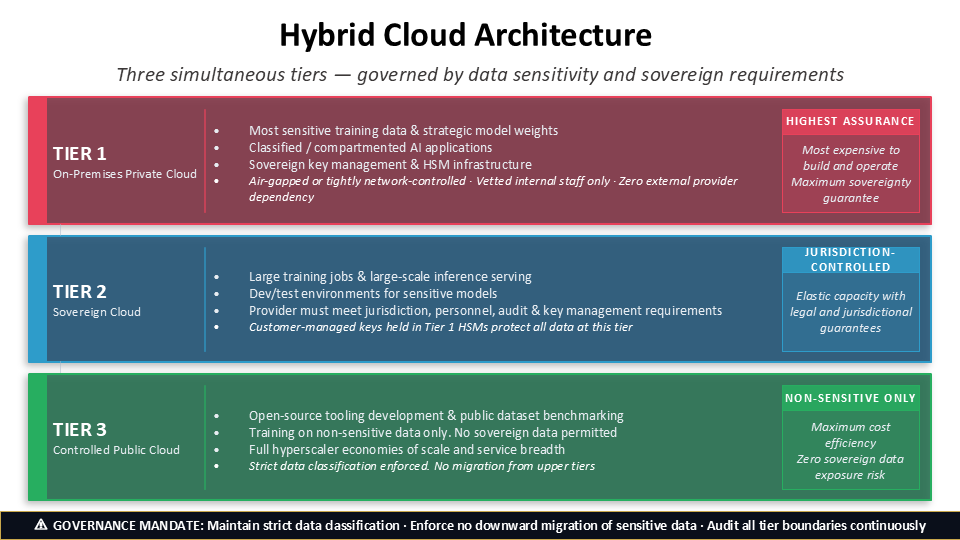 Hybrid Cloud Architecture
Three simultaneous tiers — governed by data sensitivity and sovereign requirements
TIER 1
On-Premises Private Cloud
• Most sensitive training data & strategic model weights
• Classified / compartmented AI applications
• Sovereign key management & HSM infrastructure
• Air-gapped or tightly network-controlled · Vetted internal staff only · Zero external provider
dependency
HIGHEST ASSURANCE
Most expensive to
build and operate
Maximum sovereignty
guarantee
TIER 2
Sovereign Cloud
• Large training jobs & large-scale inference serving
• Dev/test environments for sensitive models
• Provider must meet jurisdiction, personnel, audit & key management requirements
• Customer-managed keys held in Tier 1 HSMs protect all data at this tier
JURISDICTION-
CONTROLLED
Elastic capacity with
legal and jurisdictional
guarantees
TIER 3
Controlled Public Cloud
• Open-source tooling development & public dataset benchmarking
• Training on non-sensitive data only. No sovereign data permitted
• Full hyperscaler economies of scale and service breadth
• Strict data classification enforced. No migration from upper tiers
NON-SENSITIVE ONLY
Maximum cost
efficiency
Zero sovereign data
exposure risk
⚠ GOVERNANCE MANDATE: Maintain strict data classification · Enforce no downward migration of sensitive data · Audit all tier boundaries continuously